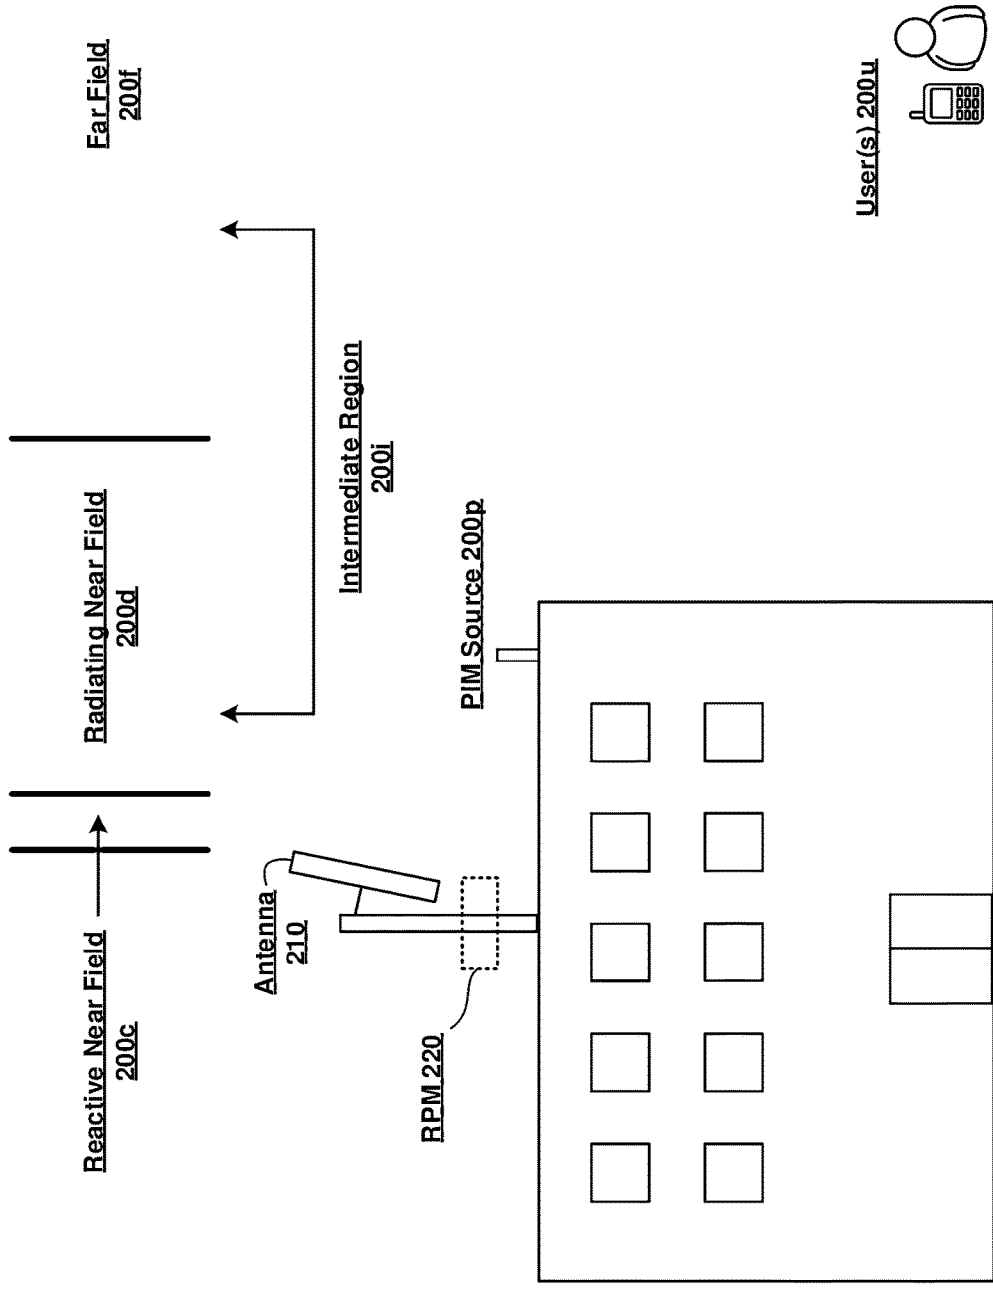 Reactive Near Field
200c
Radiating Near Field
200d
Far Field
200f
Intermediate Region
200i
Antenna
210
RPM 220
PIM Source 200p
User(s) 200u